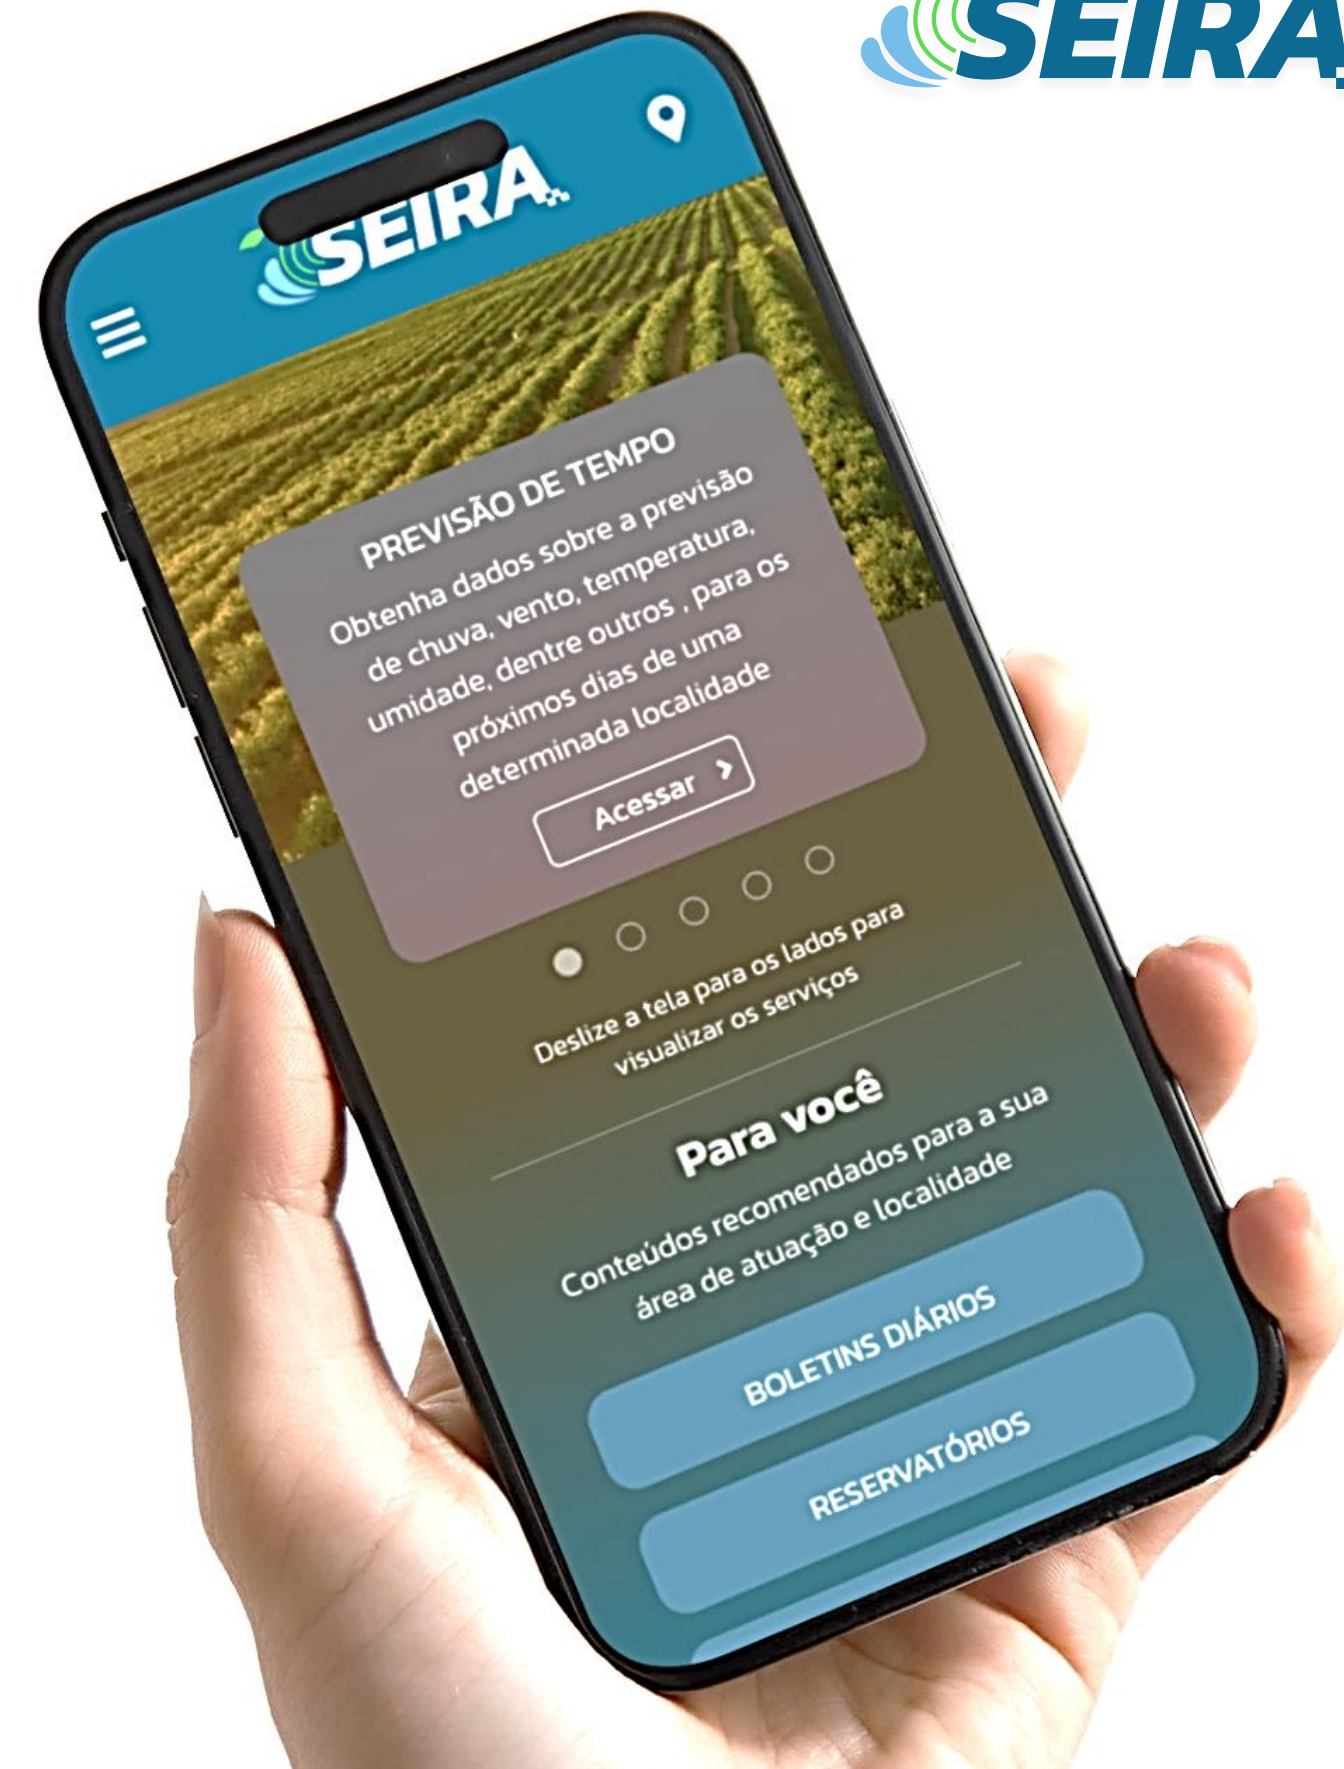 SEIRA
SEIRA
PREVISÃO DE TEMPO
Obtenha dados sobre a previsão
de chuva, vento, temperatura,
umidade, dentre outros , para os
próximos dias de uma
determinada localidade
Acessar
Deslize a tela para os lados para
visualizar os serviços
Para você
Conteúdos recomendados para a sua
área de atuação e localidade
BOLETINS DIÁRIOS
RESERVATÓRIOS